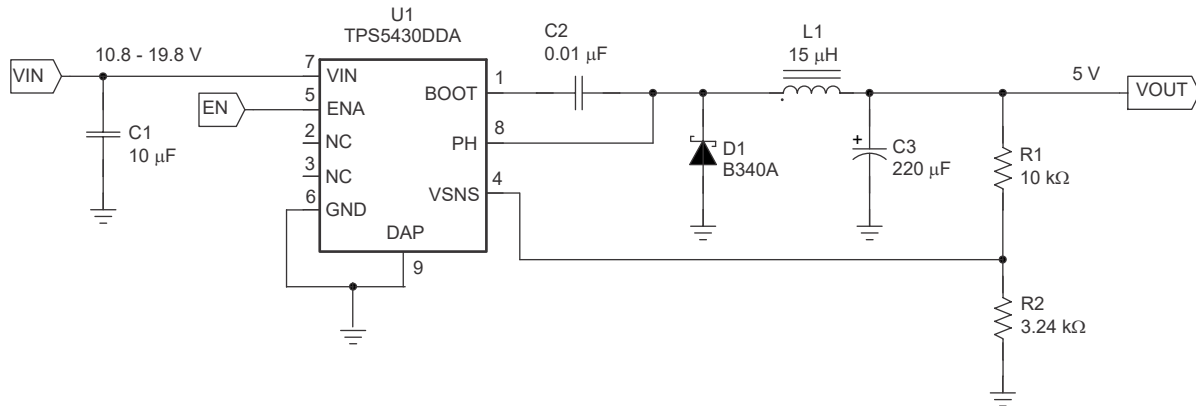 U1
TPS5430DDA
10.8 - 19.8 V
VIN
EN
C1
10 μF
7
5
2
3
6
VIN
ENA
NC
NC
GND
BOOT
PH
VSNS
DAP
1
8
4
9
C2
0.01 μF
L1
15 μH
D1
B340A
+
C3
220 μF
5 V
VOUT
R1
10 kΩ
R2
3.24 kΩ